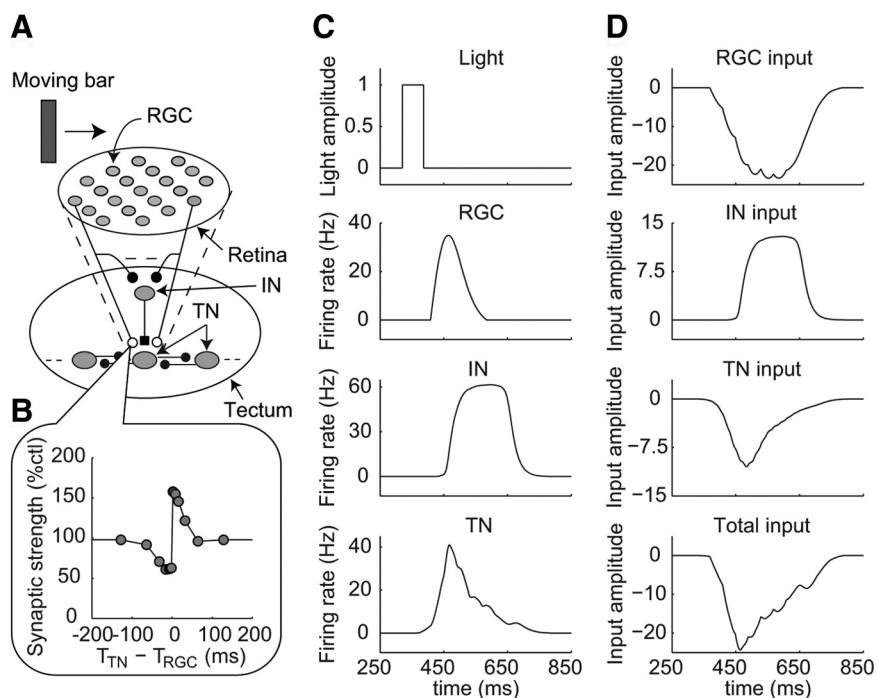 A
Moving bar
RGC
Retina
IN
TN
Tectum
B
Synaptic strength (%ctl)
200
150
100
50
0
-200 -100 0 100 200
T_TN − T_RGC (ms)
C
Light
Light amplitude
1
0.5
0
RGC
Firing rate (Hz)
40
20
0
IN
Firing rate (Hz)
60
30
0
TN
Firing rate (Hz)
40
20
0
250 450 650 850
time (ms)
D
RGC input
Input amplitude
0
−10
−20
IN input
Input amplitude
15
7.5
0
TN input
Input amplitude
0
−7.5
−15
Total input
Input amplitude
0
−10
−20
250 450 650 850
time (ms)